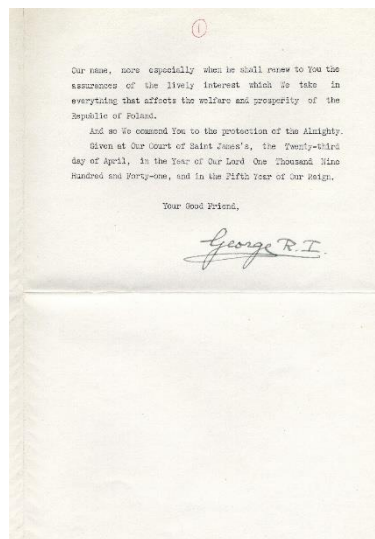 1
Our name, more especially when he shall renew to You the
assurances of the lively interest which We take in
everything that affects the welfare and prosperity of the
Republic of Poland.
And so We commend You to the protection of the Almighty.
Given at Our Court of Saint James's, the Twenty-third
day of April, in the Year of Our Lord One Thousand Nine
Hundred and Forty-one, and in the Fifth Year of Our Reign.
Your Good Friend,
George R.I.